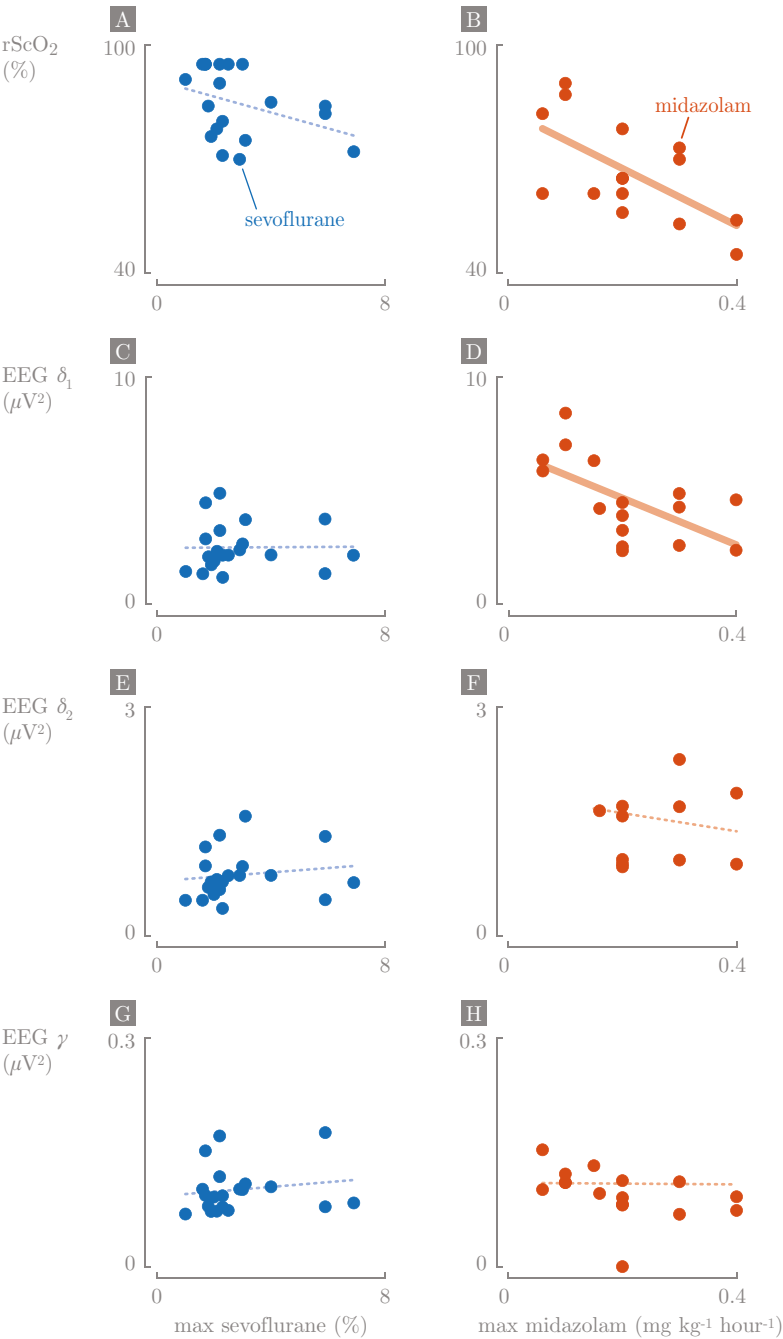 A
B
rScO₂
(%)
100
100
midazolam
sevoflurane
40
40
0
8
0
0.4
C
D
EEG δ₁
(μV²)
10
10
0
0
0
8
0
0.4
E
F
EEG δ₂
(μV²)
3
3
0
0
0
8
0
0.4
G
H
EEG γ
(μV²)
0.3
0.3
0
0
0
8
0
0.4
max sevoflurane (%)
max midazolam (mg kg⁻¹ hour⁻¹)